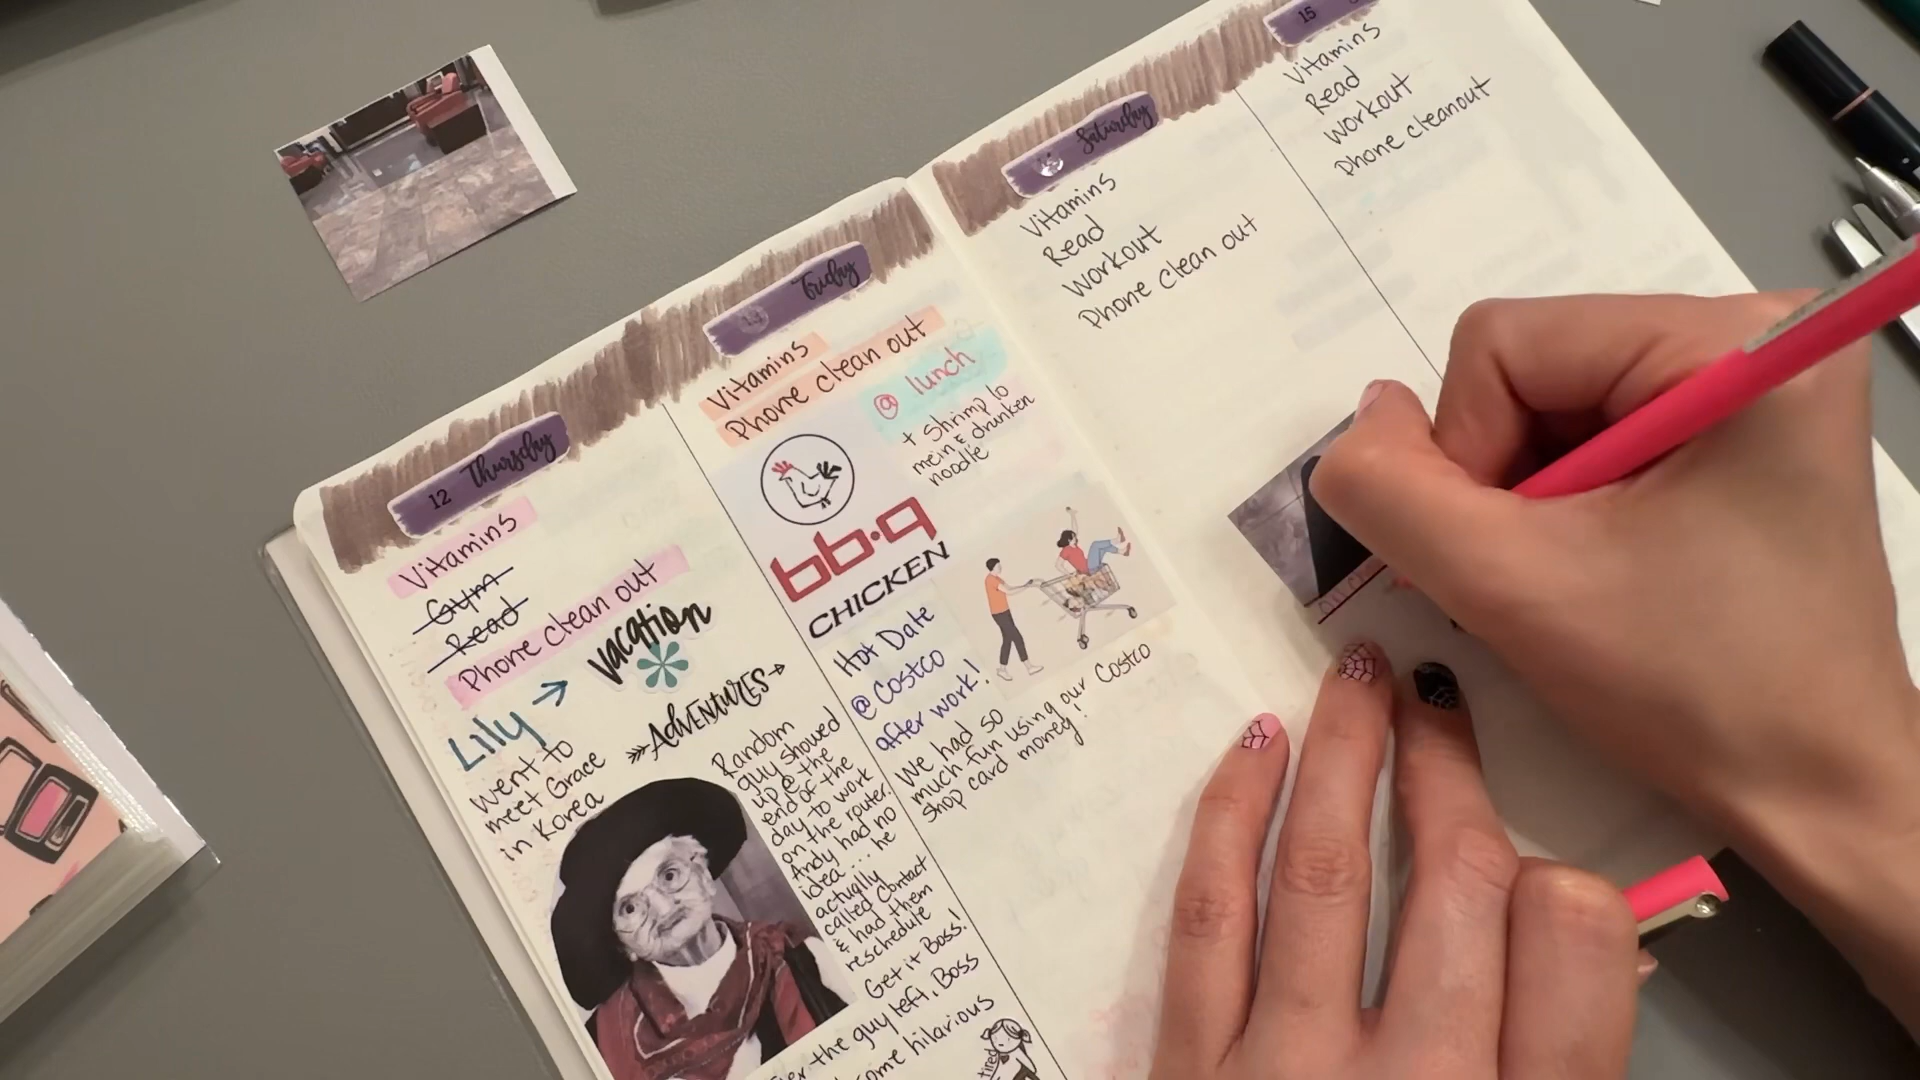 12 Thursday
Vitamins
Gym
Read
Phone clean out
Lily → vacation
Went to
meet Grace
in Korea
ADVENTURES
Random
guy showed
up @ the
end of the
day to work
on the router.
Andy had no
idea... he
actually
called Contact
& had them
reschedule
Get it Boss!
the guy left, Boss
some hilarious
tired
Friday
Vitamins
Phone clean out
@ lunch
+ Shrimp lo
mein & drunken
noodle
bb.q
CHICKEN
Hot Date
@ Costco
after work!
We had so
much fun using our Costco
shop card money!
Saturday
Vitamins
Read
Workout
Phone clean out
15
Vitamins
Read
Workout
Phone cleanout